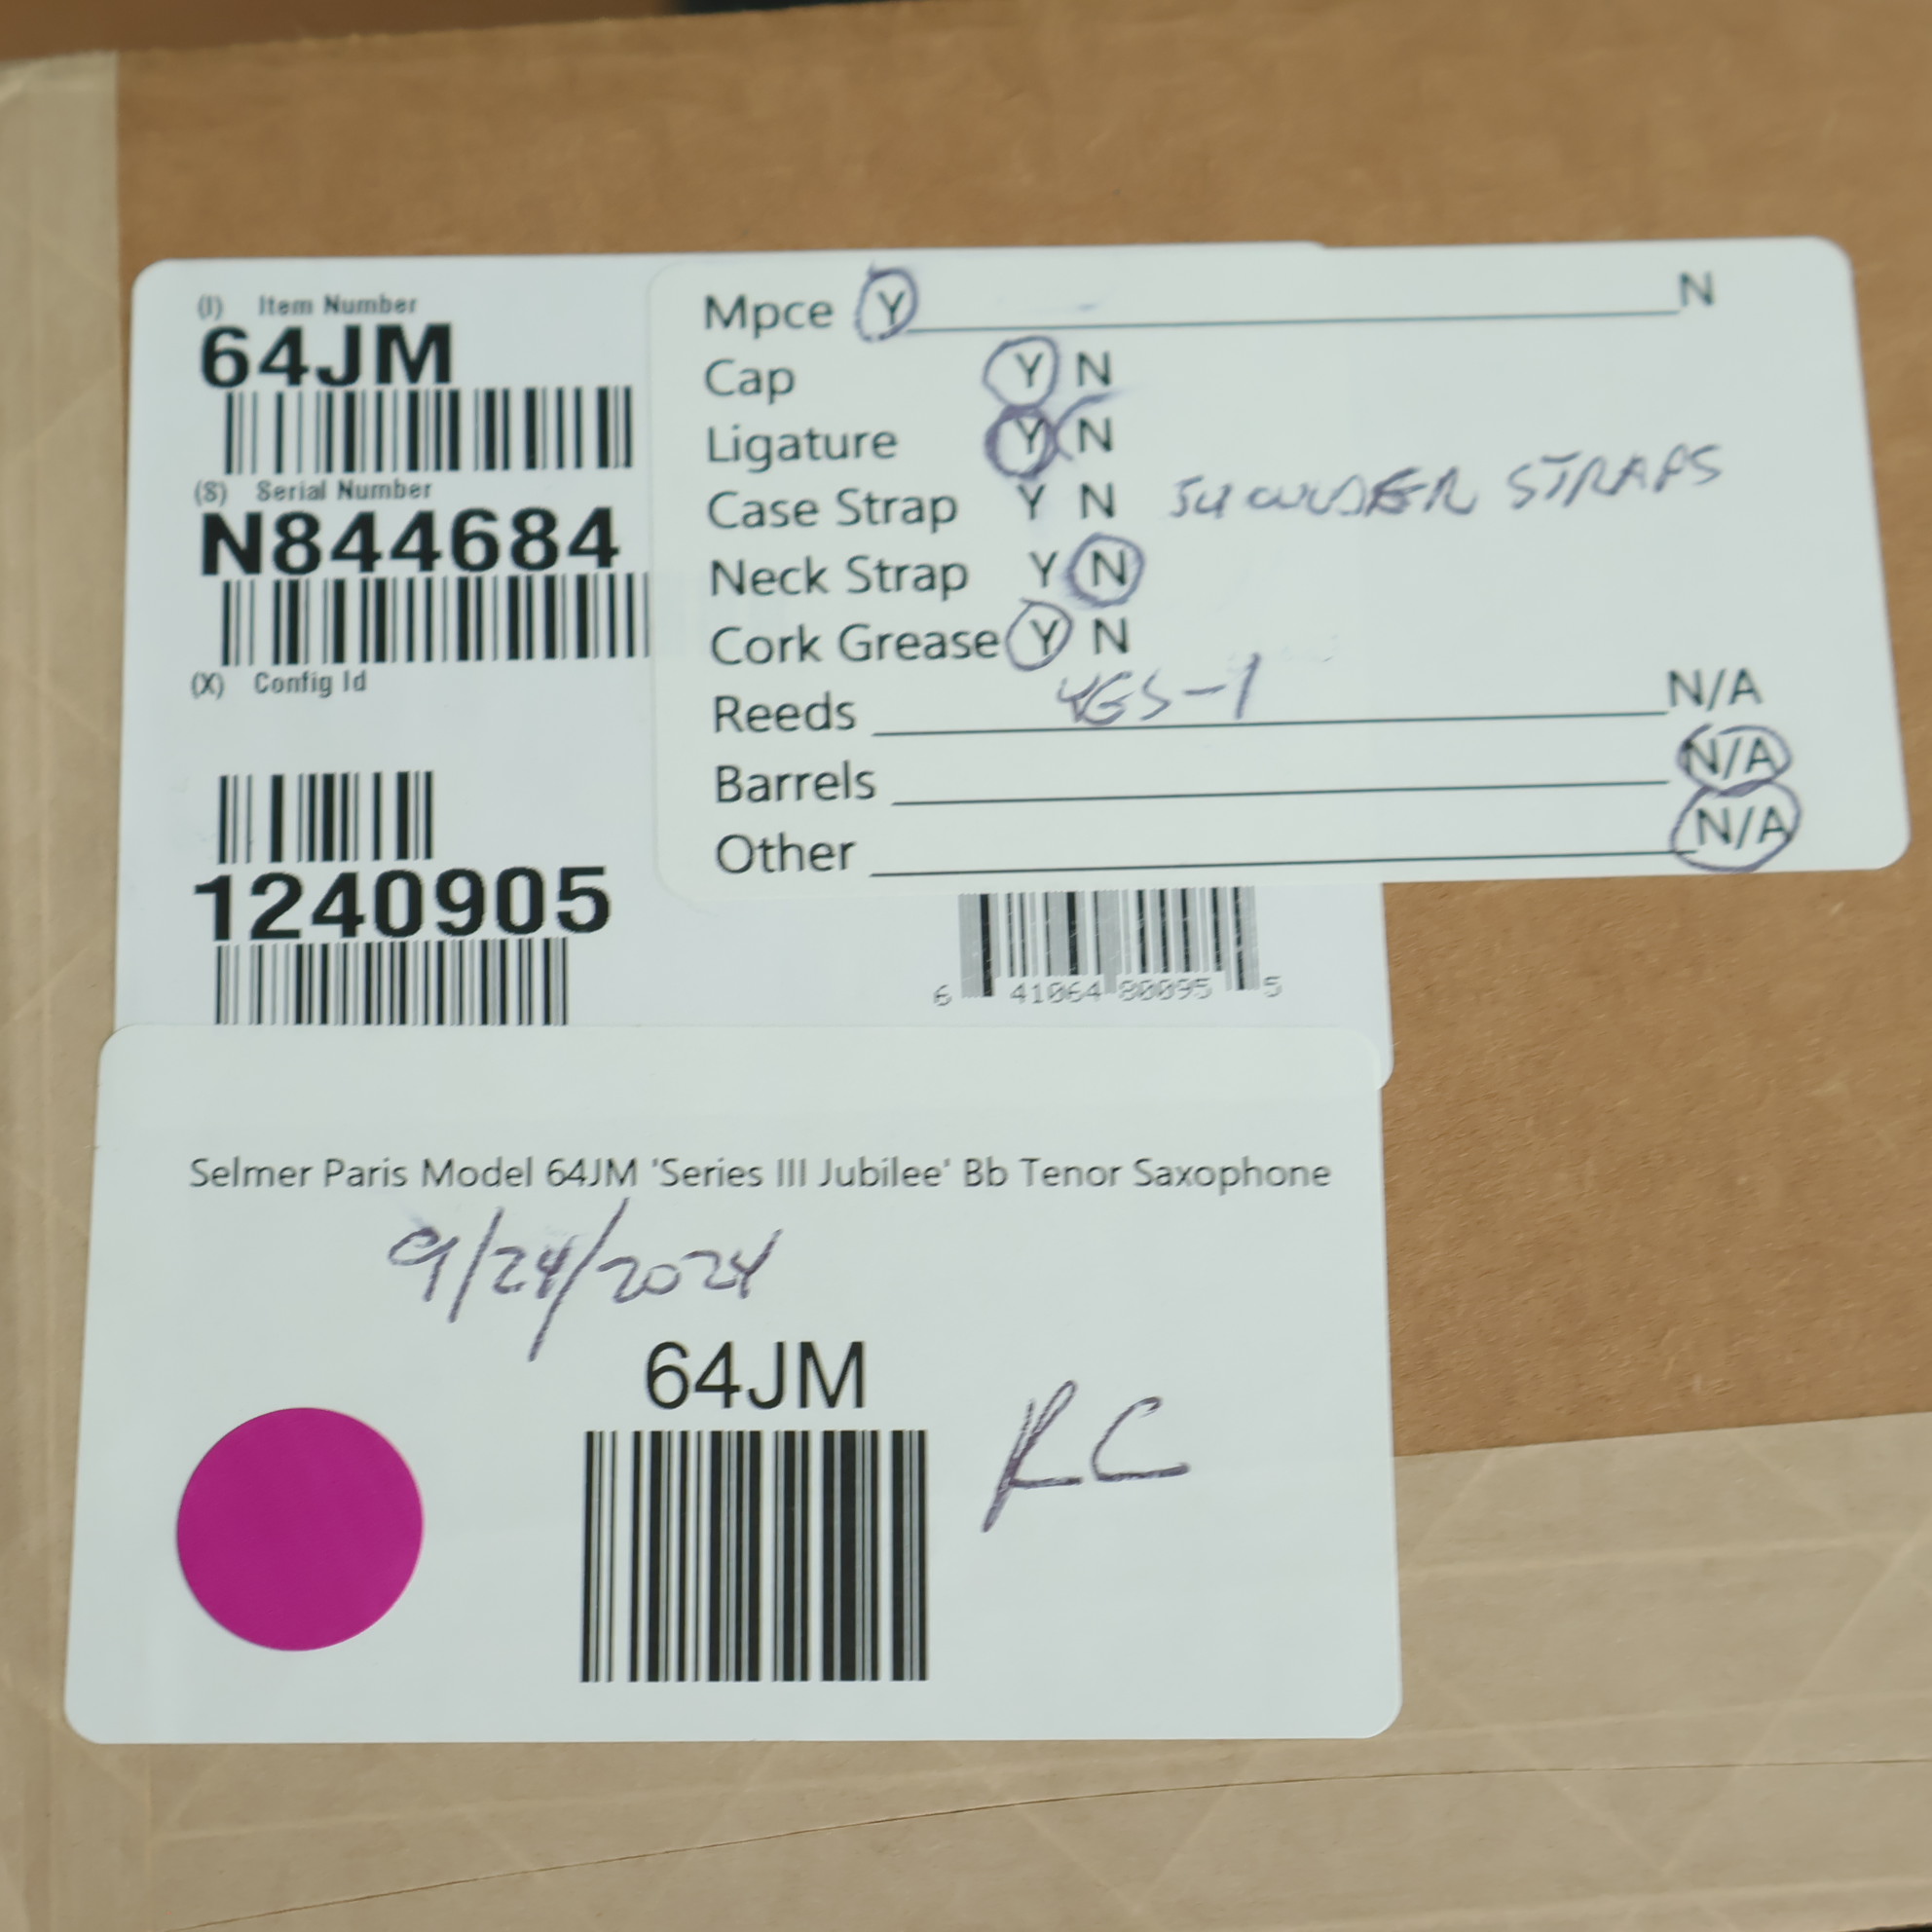 (I) Item Number
64JM
(S) Serial Number
N844684
(X) Config Id
1240905
Mpce Y N
Cap Y N
Ligature Y N
Case Strap Y N SHOULDER STRAPS
Neck Strap Y N
Cork Grease Y N
Reeds YES-1 N/A
Barrels N/A
Other N/A
6 41064 80095 5
Selmer Paris Model 64JM 'Series III Jubilee' Bb Tenor Saxophone
9/24/2024
64JM
RC